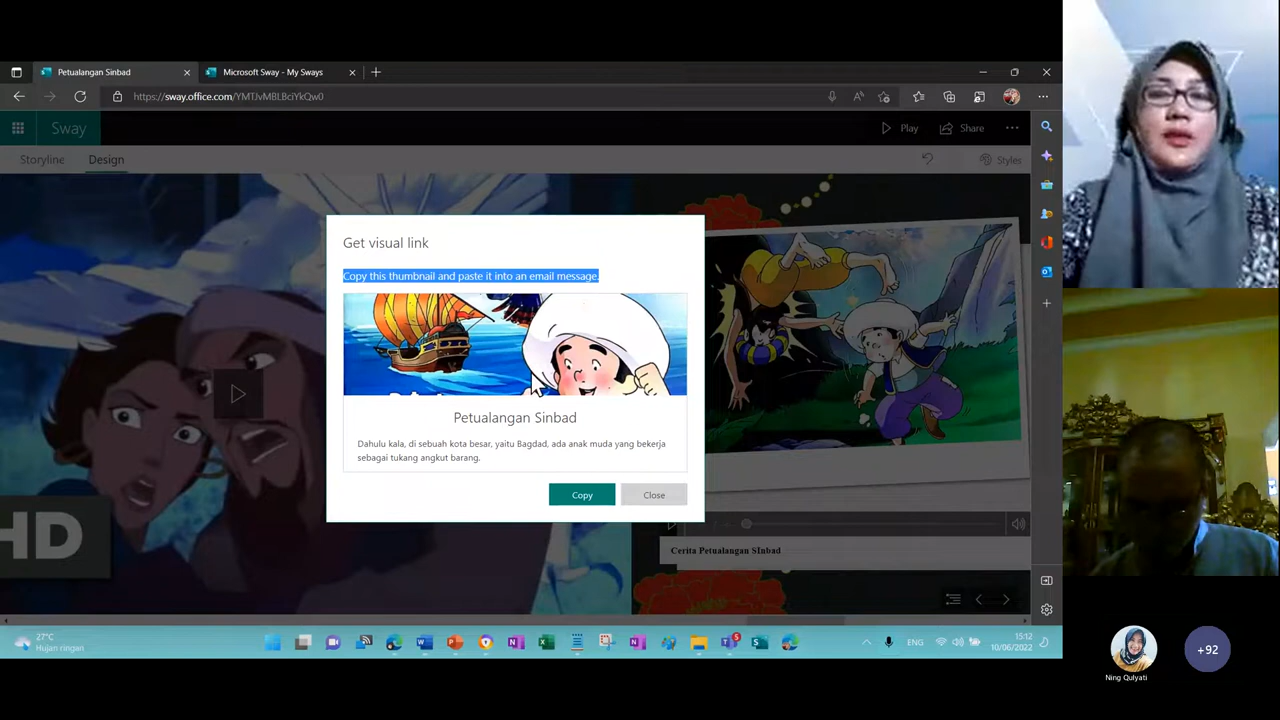 Petualangan Sinbad
Microsoft Sway - My Sways
https://sway.office.com/YMTJvMBLBclYkQw0
Sway
Play
Share
Storyline
Design
Styles
Get visual link
Copy this thumbnail and paste it into an email message.
Petualangan Sinbad
Dahulu kala, di sebuah kota besar, yaitu Bagdad, ada anak muda yang bekerja
sebagai tukang angkut barang.
Copy
Close
HD
Cerita Petualangan SInbad
27°C
Hujan ringan
5
ENG
15:12
10/06/2022
Ning Qulyati
+92